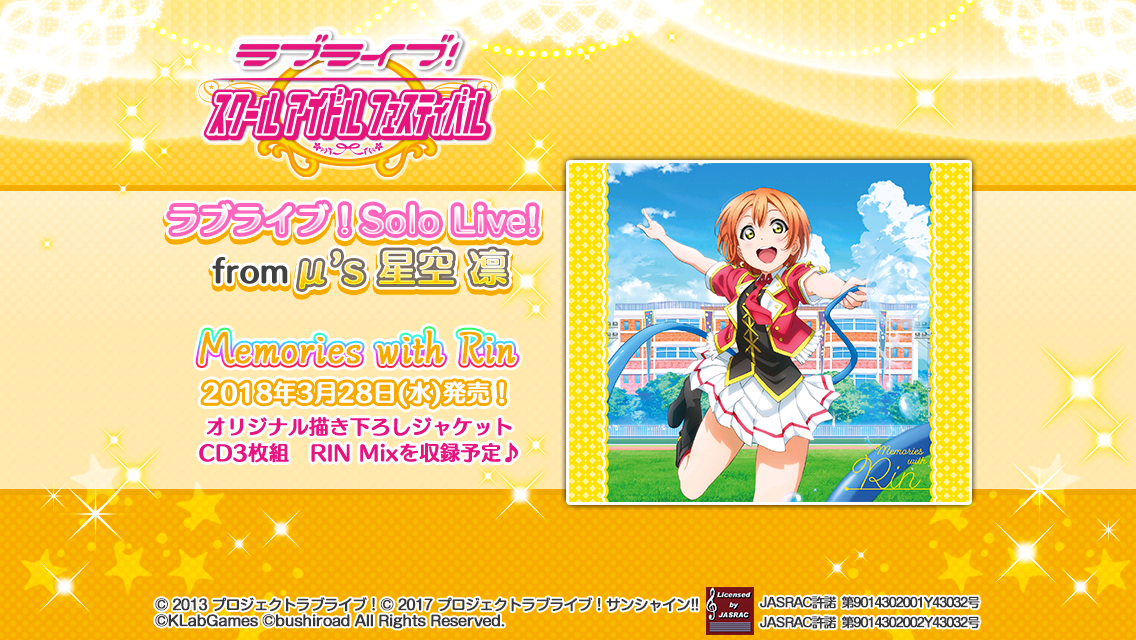 ラブライブ!
スクールアイドルフェスティバル
ラブライブ！Solo Live!
from μ's 星空 凛
Memories with Rin
2018年3月28日(水)発売！
オリジナル描き下ろしジャケット
CD3枚組　RIN Mixを収録予定♪
Memories
with
Rin
© 2013 プロジェクトラブライブ！© 2017 プロジェクトラブライブ！サンシャイン!!
©KLabGames ©bushiroad All Rights Reserved.
Licensed
by
JASRAC
JASRAC許諾 第9014302001Y43032号
JASRAC許諾 第9014302002Y43032号